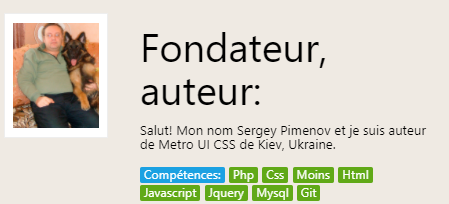 Fondateur,
auteur:
Salut! Mon nom Sergey Pimenov et je suis auteur
de Metro UI CSS de Kiev, Ukraine.
Compétences: Php Css Moins Html
Javascript Jquery Mysql Git